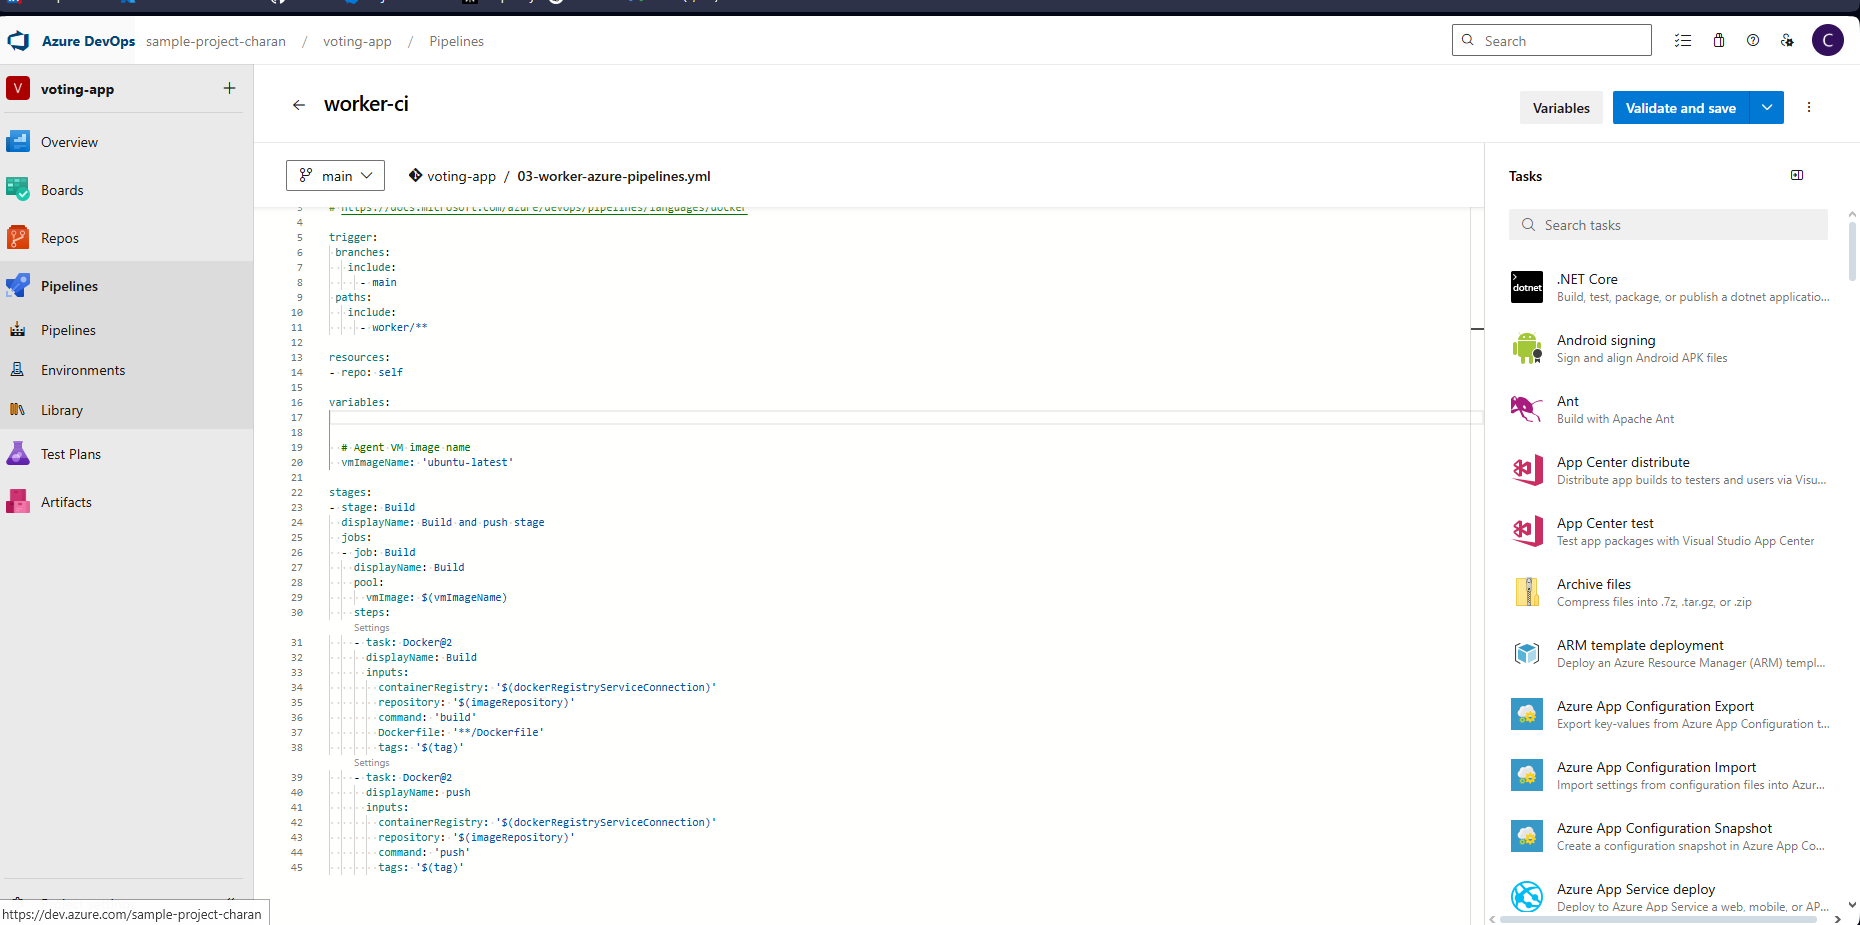 Azure DevOps sample-project-charan / voting-app / Pipelines
Search
C
V voting-app
Overview
Boards
Repos
Pipelines
Pipelines
Environments
Library
Test Plans
Artifacts
https://dev.azure.com/sample-project-charan
worker-ci
Variables
Validate and save
main
voting-app / 03-worker-azure-pipelines.yml
3 # https://docs.microsoft.com/azure/devops/pipelines/languages/docker
4
5 trigger:
6 branches:
7 include:
8 - main
9 paths:
10 include:
11 - worker/**
12
13 resources:
14 - repo: self
15
16 variables:
17
18
19 # Agent VM image name
20 vmImageName: 'ubuntu-latest'
21
22 stages:
23 - stage: Build
24 displayName: Build and push stage
25 jobs:
26 - job: Build
27 displayName: Build
28 pool:
29 vmImage: $(vmImageName)
30 steps:
Settings
31 - task: Docker@2
32 displayName: Build
33 inputs:
34 containerRegistry: '$(dockerRegistryServiceConnection)'
35 repository: '$(imageRepository)'
36 command: 'build'
37 Dockerfile: '**/Dockerfile'
38 tags: '$(tag)'
Settings
39 - task: Docker@2
40 displayName: push
41 inputs:
42 containerRegistry: '$(dockerRegistryServiceConnection)'
43 repository: '$(imageRepository)'
44 command: 'push'
45 tags: '$(tag)'
Tasks
Search tasks
dotnet
.NET Core
Build, test, package, or publish a dotnet applicatio...
Android signing
Sign and align Android APK files
Ant
Build with Apache Ant
App Center distribute
Distribute app builds to testers and users via Visu...
App Center test
Test app packages with Visual Studio App Center
Archive files
Compress files into .7z, .tar.gz, or .zip
ARM template deployment
Deploy an Azure Resource Manager (ARM) templ...
Azure App Configuration Export
Export key-values from Azure App Configuration t...
Azure App Configuration Import
Import settings from configuration files into Azur...
Azure App Configuration Snapshot
Create a configuration snapshot in Azure App Co...
Azure App Service deploy
Deploy to Azure App Service a web, mobile, or AP...